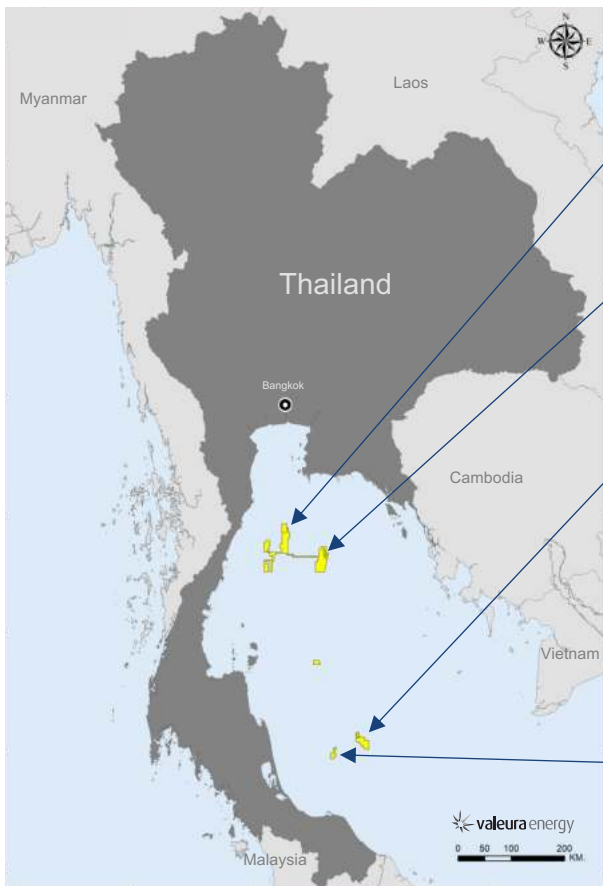 N
W E
S
Laos
Myanmar
Thailand
Bangkok
Cambodia
Vietnam
valeura energy
0 50 100 200
KM.
Malaysia